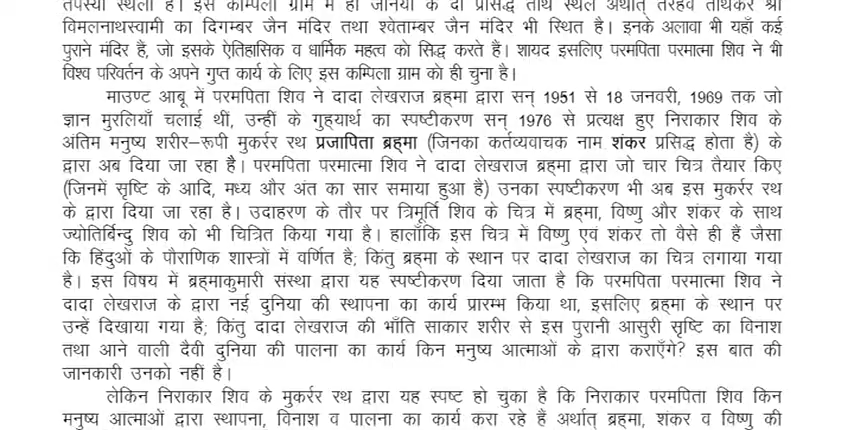 तपस्या स्थली है। इस कम्पिला ग्राम में ही जैनियों के दो प्रसिद्ध तीर्थ स्थल अर्थात् तेरहवें तीर्थंकर श्री
विमलनाथस्वामी का दिगम्बर जैन मंदिर तथा श्वेताम्बर जैन मंदिर भी स्थित है। इनके अलावा भी यहाँ कई
पुराने मंदिर हैं, जो इसके ऐतिहासिक व धार्मिक महत्व को सिद्ध करते हैं। शायद इसलिए परमपिता परमात्मा शिव ने भी
विश्व परिवर्तन के अपने गुप्त कार्य के लिए इस कम्पिला ग्राम को ही चुना है।
माउण्ट आबू में परमपिता शिव ने दादा लेखराज ब्रह्मा द्वारा सन् 1951 से 18 जनवरी, 1969 तक जो
ज्ञान मुरलियाँ चलाई थीं, उन्हीं के गुह्यार्थ का स्पष्टीकरण सन् 1976 से प्रत्यक्ष हुए निराकार शिव के
अंतिम मनुष्य शरीर–रूपी मुकर्रर रथ प्रजापिता ब्रह्मा (जिनका कर्तव्यवाचक नाम शंकर प्रसिद्ध होता है) के
द्वारा अब दिया जा रहा है। परमपिता परमात्मा शिव ने दादा लेखराज ब्रह्मा द्वारा जो चार चित्र तैयार किए
(जिनमें सृष्टि के आदि, मध्य और अंत का सार समाया हुआ है) उनका स्पष्टीकरण भी अब इस मुकर्रर रथ
के द्वारा दिया जा रहा है। उदाहरण के तौर पर त्रिमूर्ति शिव के चित्र में ब्रह्मा, विष्णु और शंकर के साथ
ज्योतिर्बिन्दु शिव को भी चित्रित किया गया है। हालाँकि इस चित्र में विष्णु एवं शंकर तो वैसे ही हैं जैसा
कि हिंदुओं के पौराणिक शास्त्रों में वर्णित है; किंतु ब्रह्मा के स्थान पर दादा लेखराज का चित्र लगाया गया
है। इस विषय में ब्रह्माकुमारी संस्था द्वारा यह स्पष्टीकरण दिया जाता है कि परमपिता परमात्मा शिव ने
दादा लेखराज के द्वारा नई दुनिया की स्थापना का कार्य प्रारम्भ किया था, इसलिए ब्रह्मा के स्थान पर
उन्हें दिखाया गया है; किंतु दादा लेखराज की भाँति साकार शरीर से इस पुरानी आसुरी सृष्टि का विनाश
तथा आने वाली दैवी दुनिया की पालना का कार्य किन मनुष्य आत्माओं के द्वारा कराएँगे? इस बात की
जानकारी उनको नहीं है।
लेकिन निराकार शिव के मुकर्रर रथ द्वारा यह स्पष्ट हो चुका है कि निराकार परमपिता शिव किन
मनुष्य आत्माओं द्वारा स्थापना, विनाश व पालना का कार्य करा रहे हैं अर्थात् ब्रह्मा, शंकर व विष्णु की